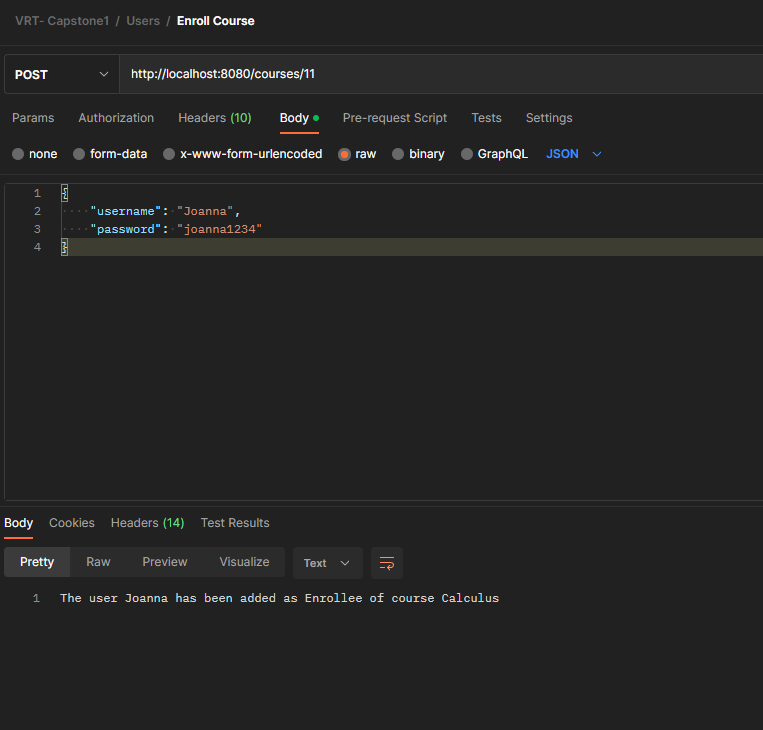 VRT- Capstone1 / Users / Enroll Course
POST http://localhost:8080/courses/11
Params Authorization Headers (10) Body Pre-request Script Tests Settings
none form-data x-www-form-urlencoded raw binary GraphQL JSON
1 {
2 ····"username":·"Joanna",
3 ····"password":·"joanna1234"
4 }
Body Cookies Headers (14) Test Results
Pretty Raw Preview Visualize Text
1 The user Joanna has been added as Enrollee of course Calculus